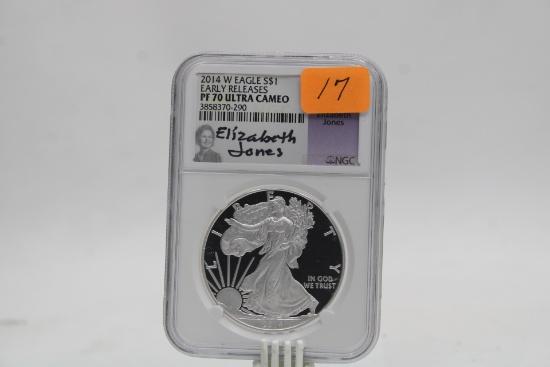 2014 W EAGLE S$1
EARLY RELEASES
PF 70 ULTRA CAMEO
3858370-290
17
Elizabeth
Jones
Elizabeth
Jones
NGC
LIBERTY
IN GOD
WE TRUST